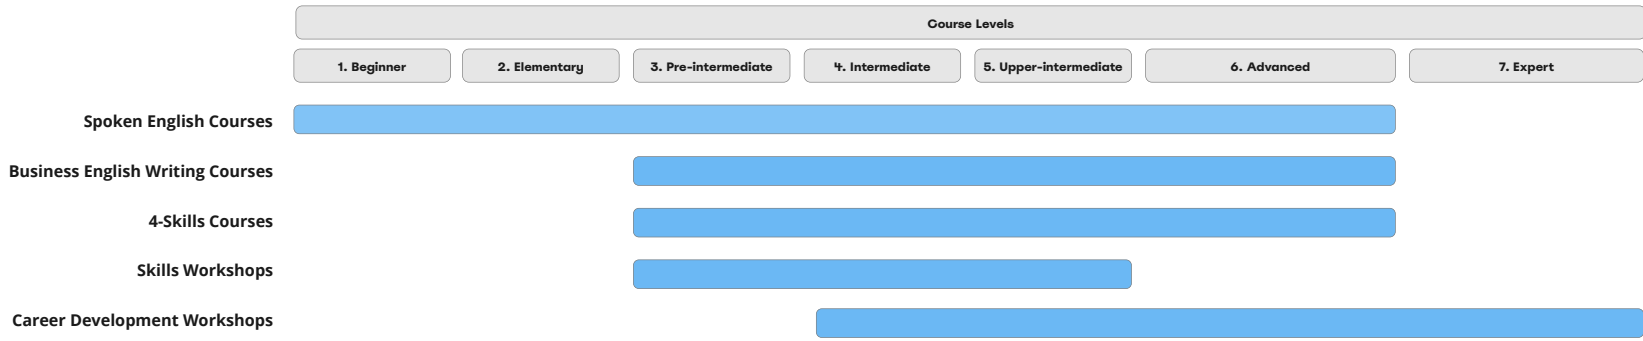 Course Levels
1. Beginner
2. Elementary
3. Pre-intermediate
4. Intermediate
5. Upper-intermediate
6. Advanced
7. Expert
Spoken English Courses
Business English Writing Courses
4-Skills Courses
Skills Workshops
Career Development Workshops